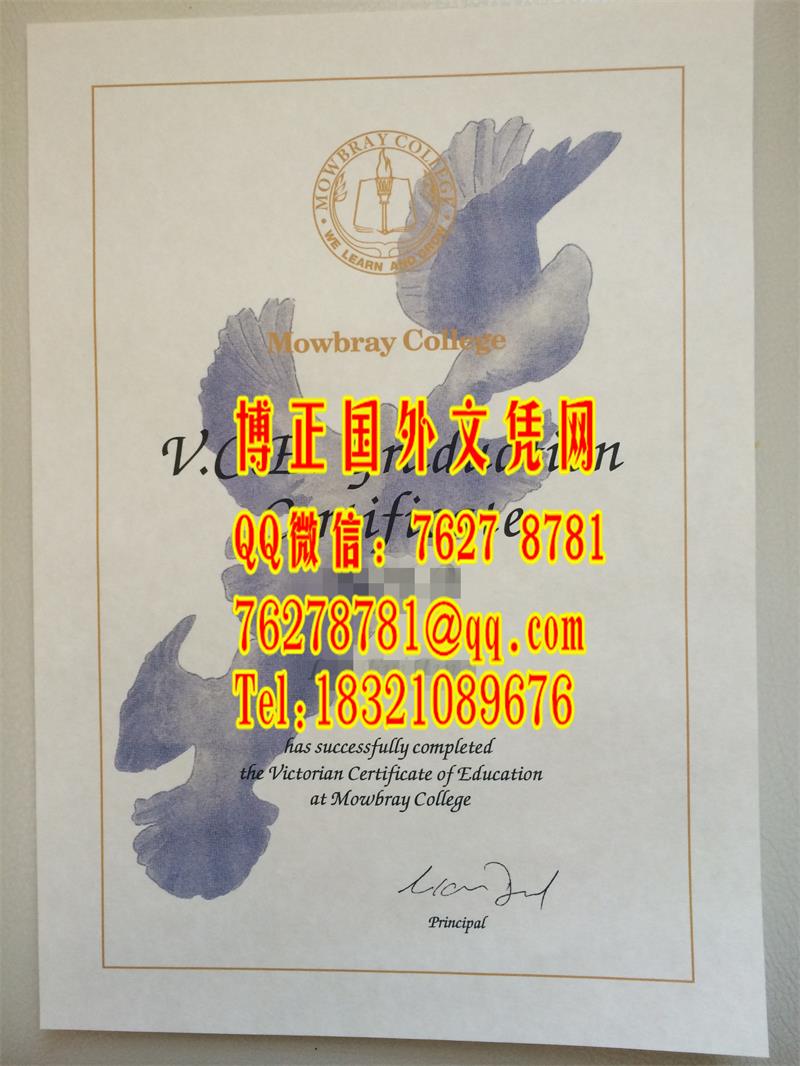 MOWBRAY COLLEGE
WE LEARN AND GROW
Mowbray College
博正国外文凭网
V.C.E. Graduation
Certificate
QQ微信：7627 8781
76278781@qq.com
Tel:18321089676
has successfully completed
the Victorian Certificate of Education
at Mowbray College
Principal